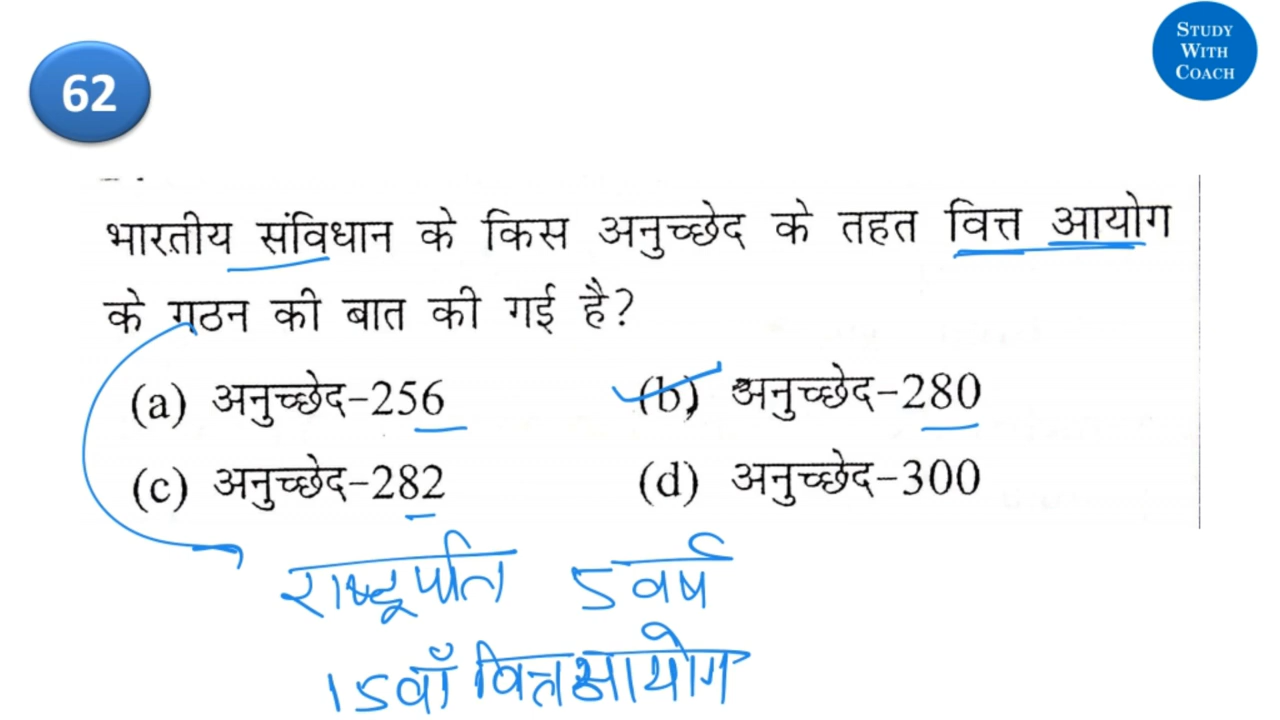 62
STUDY
WITH
COACH
भारतीय संविधान के किस अनुच्छेद के तहत वित्त आयोग
के गठन की बात की गई है?
(a) अनुच्छेद-256 (b) अनुच्छेद-280
(c) अनुच्छेद-282 (d) अनुच्छेद-300
राष्ट्रपति 5 वर्ष
15वाँ वित्त आयोग